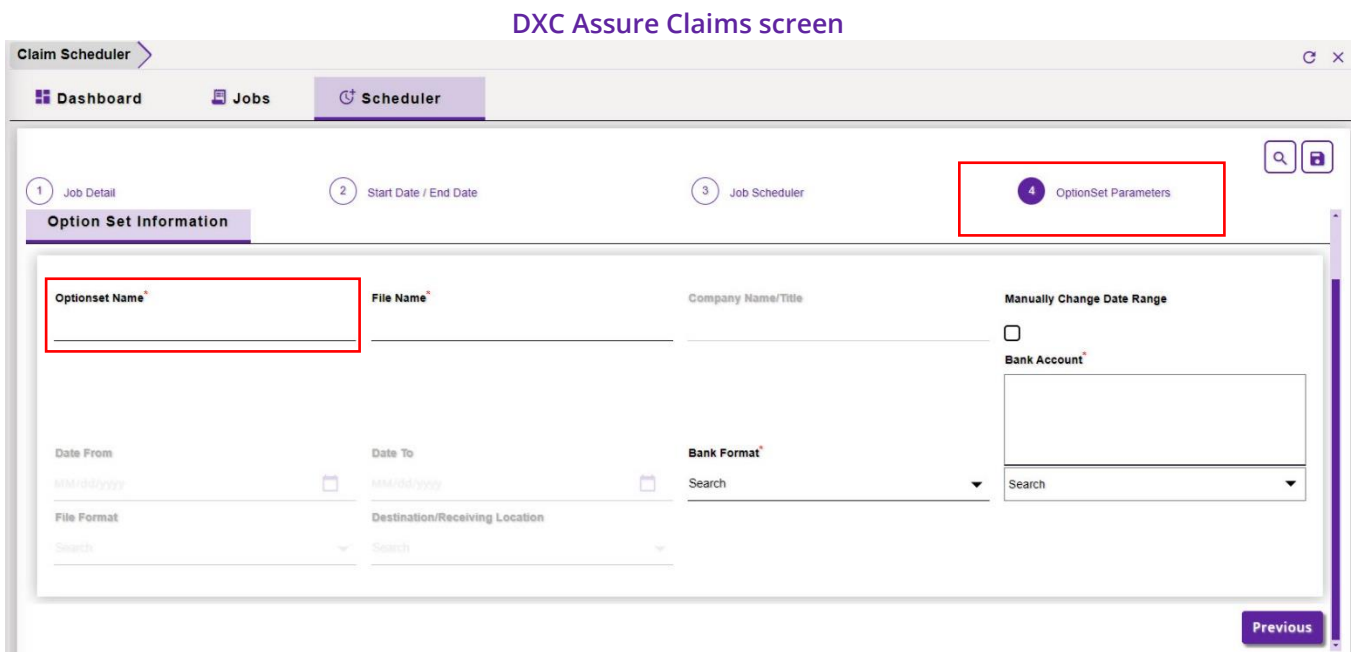 DXC Assure Claims screen
Claim Scheduler
Dashboard Jobs Scheduler
1 Job Detail 2 Start Date / End Date 3 Job Scheduler 4 OptionSet Parameters
Option Set Information
Optionset Name* File Name* Company Name/Title Manually Change Date Range
Bank Account*
Date From Date To Bank Format*
MM/dd/yyyy MM/dd/yyyy Search Search
File Format Destination/Receiving Location
Search Search
Previous